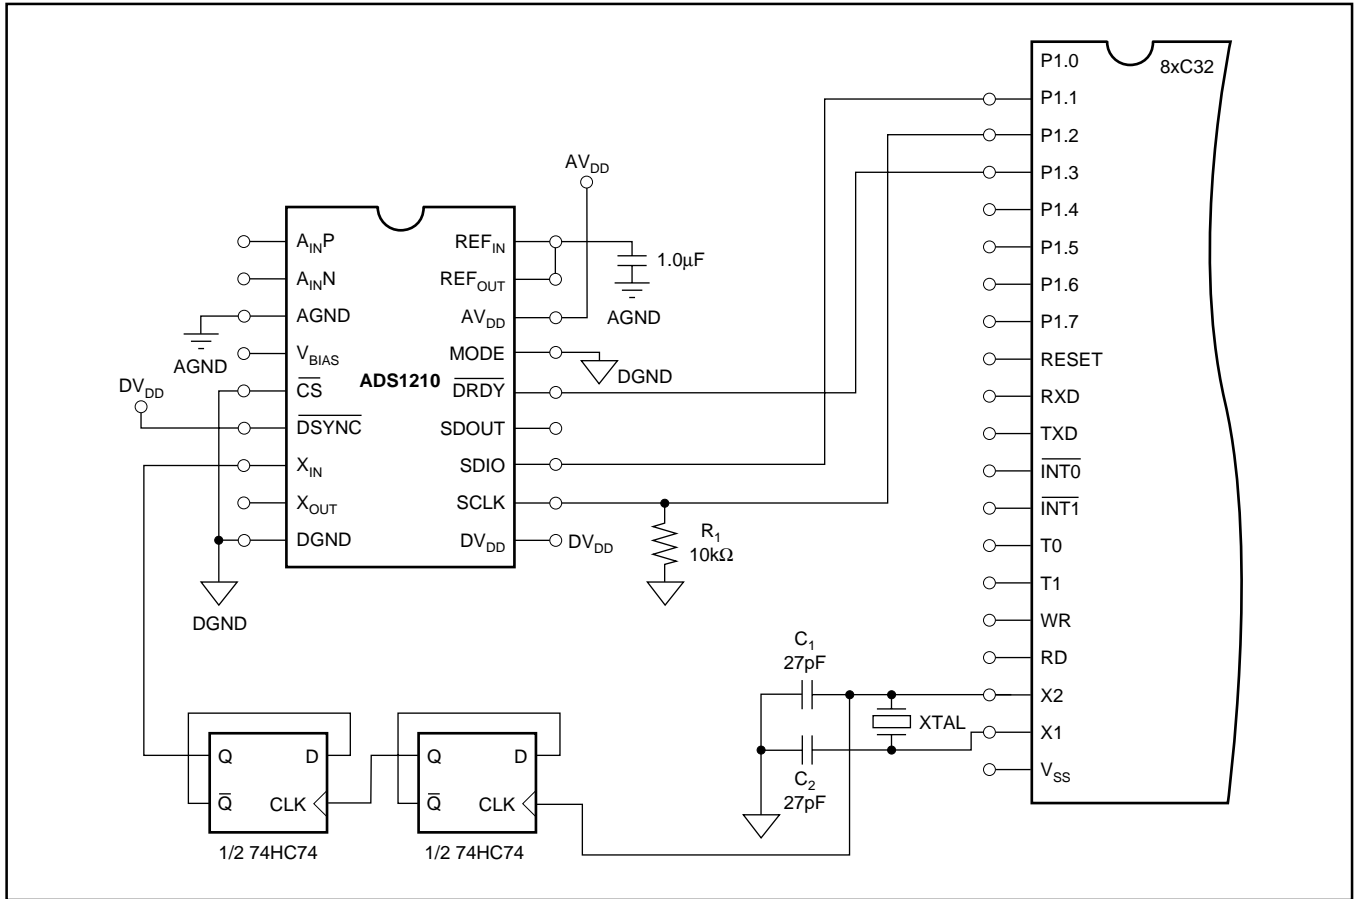 P1.0
8xC32
P1.1
P1.2
P1.3
P1.4
P1.5
P1.6
P1.7
RESET
RXD
TXD
INT0
INT1
T0
T1
WR
RD
X2
X1
VSS
AVDD
AINP
AINN
AGND
VBIAS
CS
DSYNC
XIN
XOUT
DGND
ADS1210
REFIN
REFOUT
AVDD
MODE
DRDY
SDOUT
SDIO
SCLK
DVDD
1.0μF
AGND
DGND
AGND
DVDD
DVDD
R1
10kΩ
DGND
C1
27pF
XTAL
C2
27pF
Q
D
Q
CLK
1/2 74HC74
Q
D
Q
CLK
1/2 74HC74